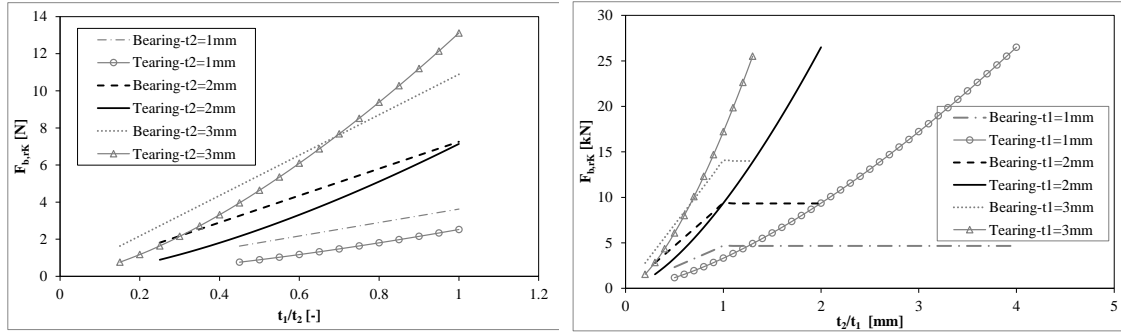 14
12
10
8
6
4
2
0
F_b,rK [N]
Bearing-t2=1mm
Tearing-t2=1mm
Bearing-t2=2mm
Tearing-t2=2mm
Bearing-t2=3mm
Tearing-t2=3mm
0 0.2 0.4 0.6 0.8 1 1.2
t₁/t₂ [-]
30
25
20
15
10
5
0
F_b,rK [kN]
Bearing-t1=1mm
Tearing-t1=1mm
Bearing-t1=2mm
Tearing-t1=2mm
Bearing-t1=3mm
Tearing-t1=3mm
0 1 2 3 4 5
t₂/t₁ [mm]